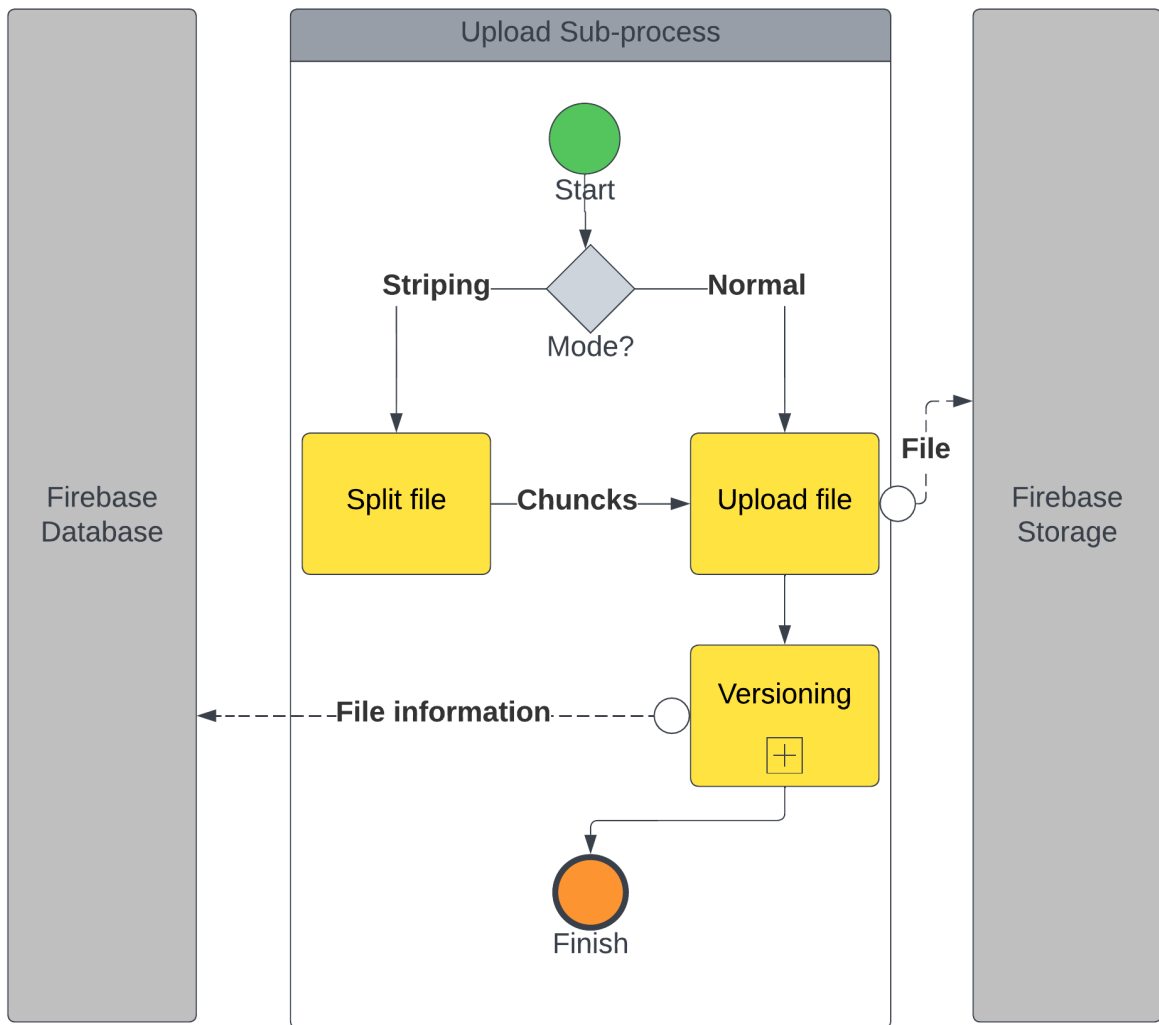 Upload Sub-process
Start
Striping
Normal
Mode?
File
Firebase
Database
Split file
Chuncks
Upload file
Firebase
Storage
Versioning
File information
Finish